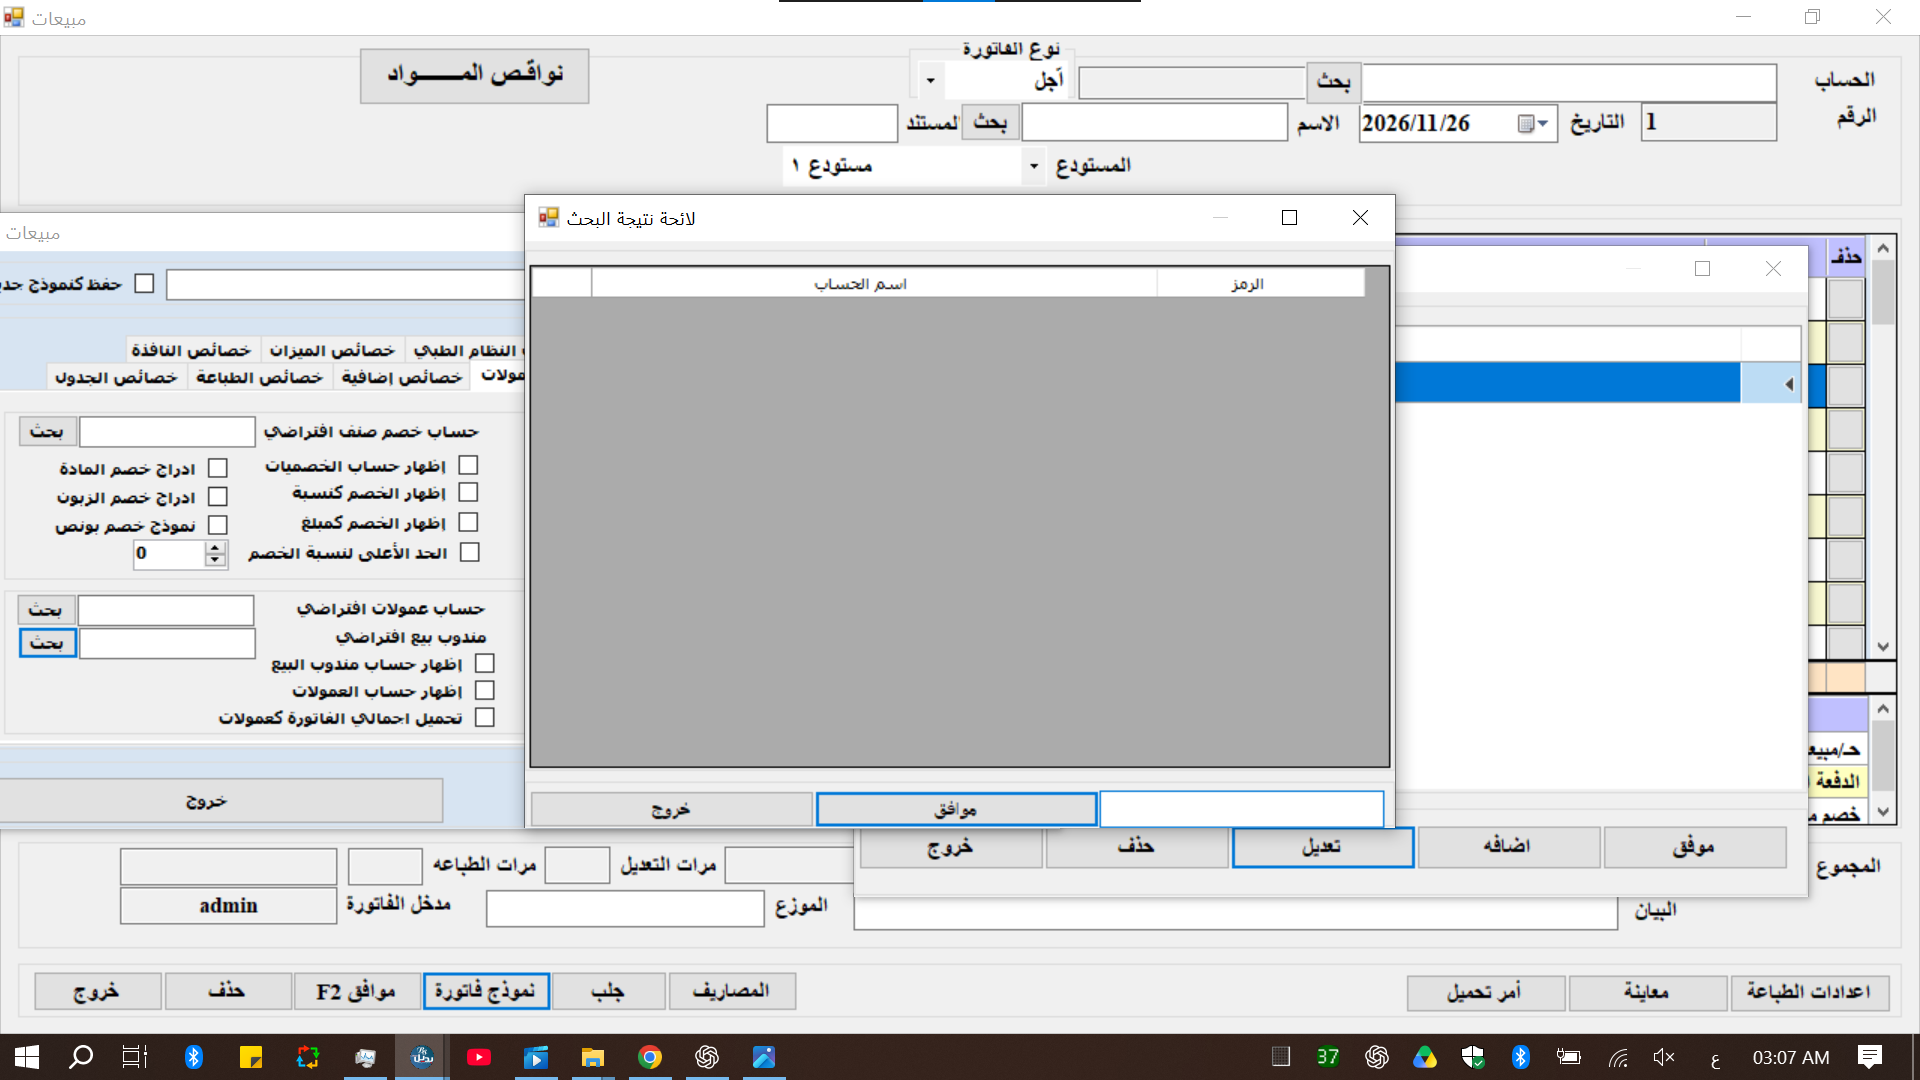 مبيعات
نواقص المــــــواد
نوع الفاتورة
آجل
بحث
الحساب
الرقم
1
التاريخ
2026/11/26
الاسم
بحث
المستند
المستودع
مستودع ١
لائحة نتيجة البحث
الرمز
اسم الحساب
موافق
خروج
مبيعات
حفظ كنموذج
النظام الطبي
خصائص الميزان
خصائص النافذة
خصائص إضافية
خصائص الطباعة
خصائص الجدول
حساب خصم صنف افتراضي
بحث
إظهار حساب الخصميات
ادراج خصم المادة
إظهار الخصم كنسبة
ادراج خصم الزبون
إظهار الخصم كمبلغ
نموذج خصم بونص
الحد الأعلى لنسبة الخصم
0
حساب عمولات افتراضي
بحث
مندوب بيع افتراضي
بحث
إظهار حساب مندوب البيع
إظهار حساب العمولات
تحميل اجمالي الفاتورة كعمولات
خروج
حذف
حـ/مبيع
الدفعة
خصم
موفق
اضافه
تعديل
حذف
خروج
المجموع
مرات التعديل
مرات الطباعه
البيان
الموزع
مدخل الفاتورة
admin
اعدادات الطباعة
معاينة
أمر تحميل
المصاريف
جلب
نموذج فاتورة
موافق F2
حذف
خروج
37
ع
03:07 AM